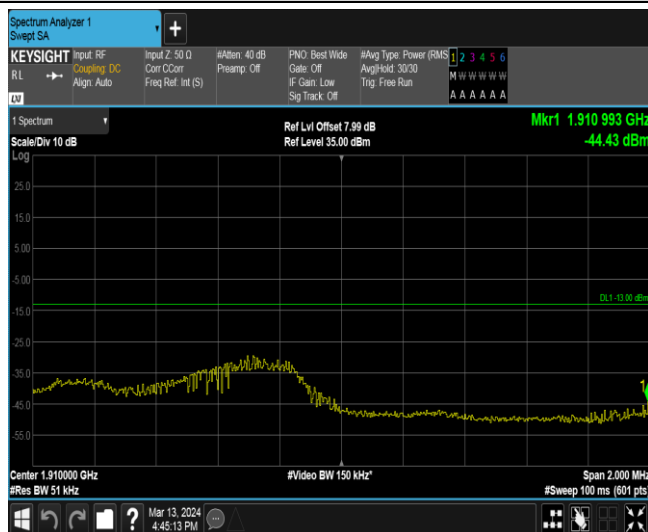 Spectrum Analyzer 1
Swept SA
+
KEYSIGHT
RL
Input: RF
Coupling: DC
Align: Auto
Input Z: 50 Ω
Corr CCorr
Freq Ref: Int (S)
#Atten: 40 dB
Preamp: Off
PNO: Best Wide
Gate: Off
IF Gain: Low
Sig Track: Off
#Avg Type: Power (RMS
Avg|Hold: 30/30
Trig: Free Run
1 2 3 4 5 6
M W W W W W
A A A A A A
LXI
1 Spectrum
Scale/Div 10 dB
Ref Lvl Offset 7.99 dB
Ref Level 35.00 dBm
Mkr1 1.910 993 GHz
-44.43 dBm
Log
25.0
15.0
5.00
-5.00
DL1 -13.00 dBm
-15.0
-25.0
-35.0
1
-45.0
-55.0
Center 1.910000 GHz
#Res BW 51 kHz
#Video BW 150 kHz*
Span 2.000 MHz
#Sweep 100 ms (601 pts)
?
Mar 13, 2024
4:45:13 PM